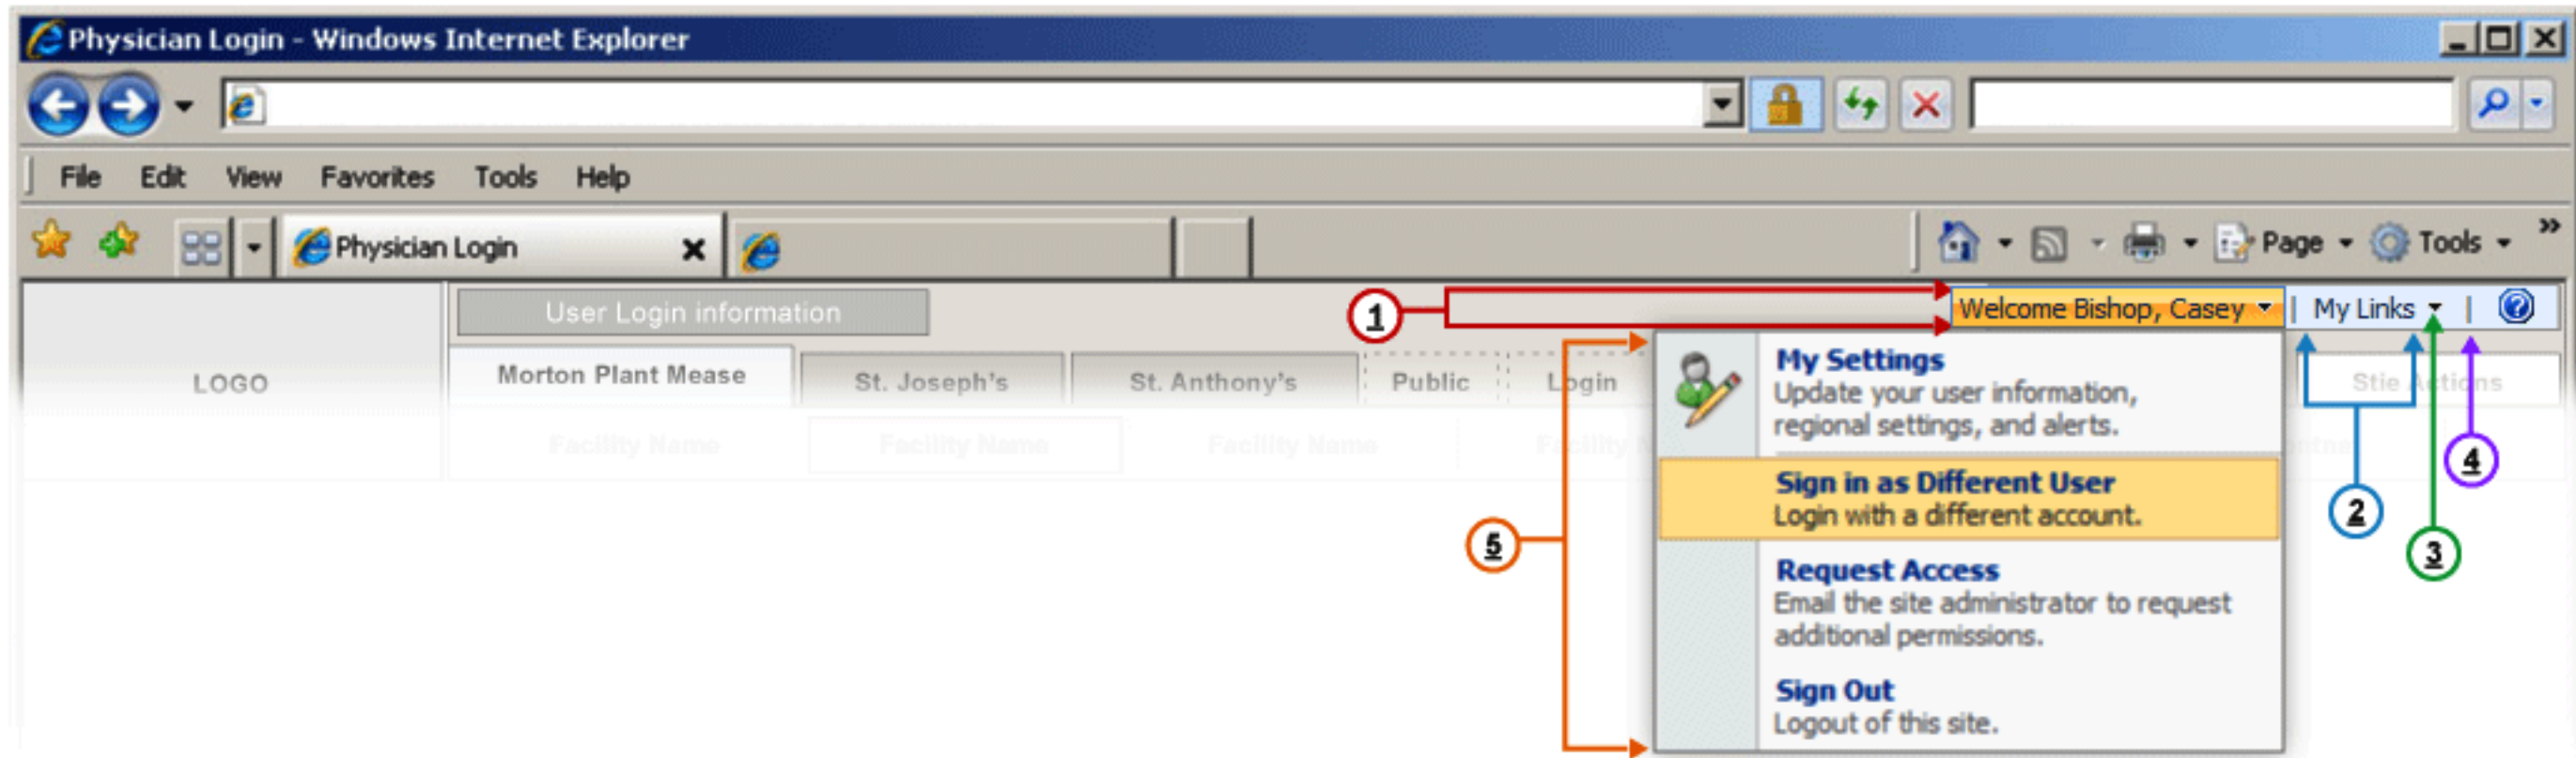 Physician Login - Windows Internet Explorer
File Edit View Favorites Tools Help
Physician Login
Page Tools »
User Login information
1
Welcome Bishop, Casey | My Links |
LOGO
Morton Plant Mease St. Joseph's St. Anthony's Public Login Stie Actions
Facility Name Facility Name Facility Name Facility
My Settings
Update your user information,
regional settings, and alerts.
4
Sign in as Different User
Login with a different account.
2
5
3
Request Access
Email the site administrator to request
additional permissions.
Sign Out
Logout of this site.